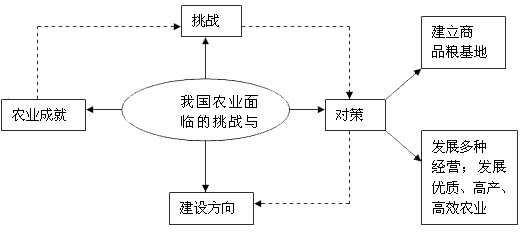 挑战
建立商
品粮基地
农业成就
我国农业面
临的挑战与
对策
发展多种
经营；发展
优质、高产、
高效农业
建设方向